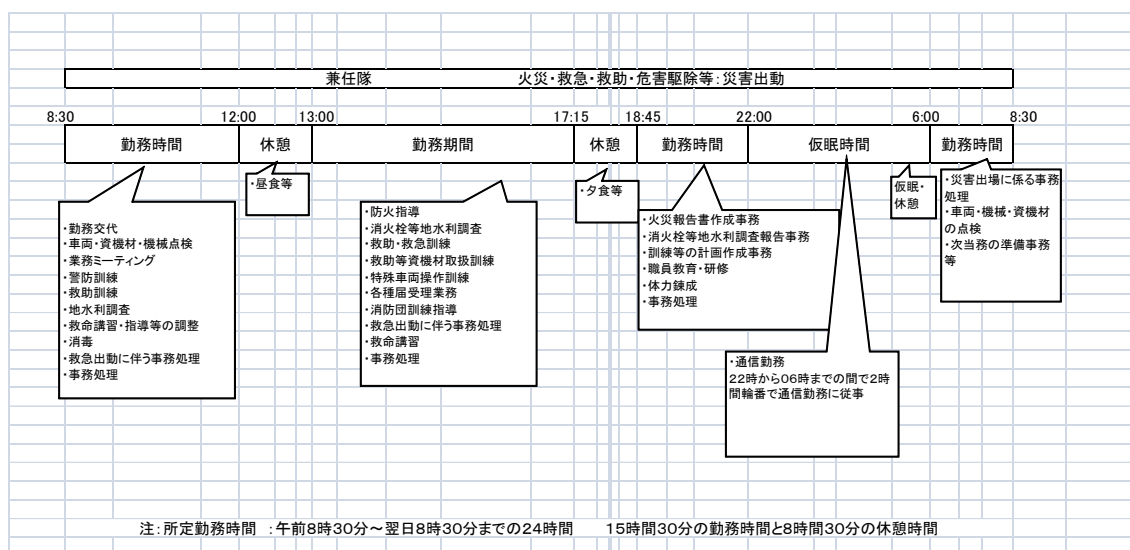 兼任隊 火災・救急・救助・危害駆除等:災害出動
8:30 12:00 13:00 17:15 18:45 22:00 6:00 8:30
勤務時間 休憩 勤務期間 休憩 勤務時間 仮眠時間 勤務時間
・勤務交代
・車両・資機材・機械点検
・業務ミーティング
・警防訓練
・救助訓練
・地水利調査
・救命講習・指導等の調整
・消毒
・救急出動に伴う事務処理
・事務処理
・昼食等
・防火指導
・消火栓等地水利調査
・救助・救急訓練
・救助等資機材取扱訓練
・特殊車両操作訓練
・各種届受理業務
・消防団訓練指導
・救急出動に伴う事務処理
・救命講習
・事務処理
・夕食等
・火災報告書作成事務
・消火栓等地水利調査報告事務
・訓練等の計画作成事務
・職員教育・研修
・体力錬成
・事務処理
・通信勤務
22時から06時までの間で2時
間輪番で通信勤務に従事
仮眠・
休憩
・災害出場に係る事務
処理
・車両・機械・資機材
の点検
・次当務の準備事務
等
注:所定勤務時間 :午前8時30分~翌日8時30分までの24時間 15時間30分の勤務時間と8時間30分の休憩時間